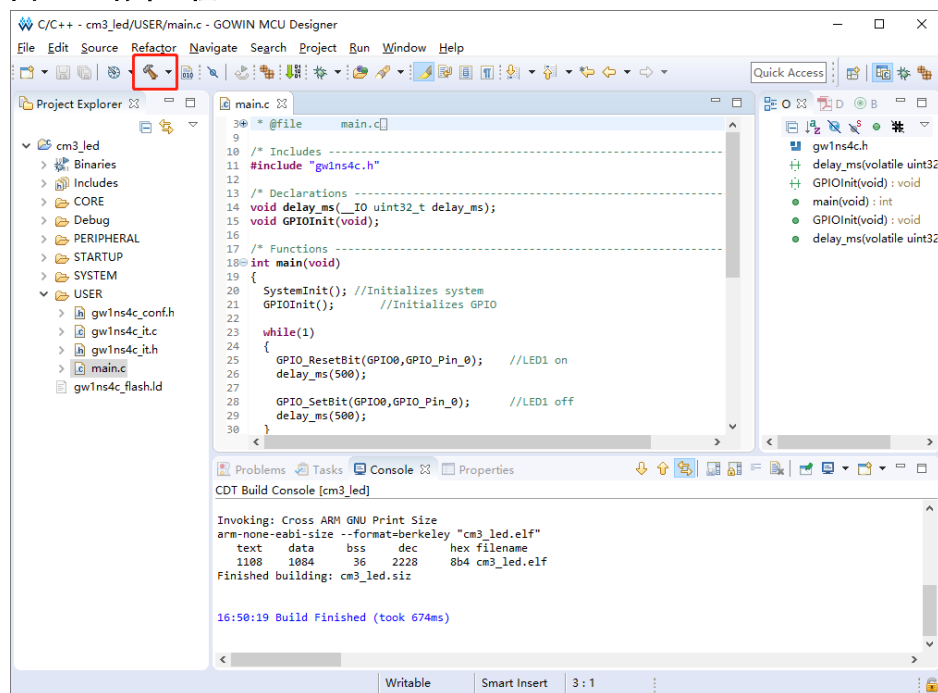 C/C++ - cm3_led/USER/main.c - GOWIN MCU Designer
File Edit Source Refactor Navigate Search Project Run Window Help
Quick Access
Project Explorer
cm3_led
Binaries
Includes
CORE
Debug
PERIPHERAL
STARTUP
SYSTEM
USER
gw1ns4c_conf.h
gw1ns4c_it.c
gw1ns4c_it.h
main.c
gw1ns4c_flash.ld
main.c
3 * @file main.c
9
10 /* Includes ------------------------------------------------------------------
11 #include "gw1ns4c.h"
12
13 /* Declarations --------------------------------------------------------------
14 void delay_ms(__IO uint32_t delay_ms);
15 void GPIOInit(void);
16
17 /* Functions -----------------------------------------------------------------
18 int main(void)
19 {
20 SystemInit(); //Initializes system
21 GPIOInit(); //Initializes GPIO
22
23 while(1)
24 {
25 GPIO_ResetBit(GPIO0,GPIO_Pin_0); //LED1 on
26 delay_ms(500);
27
28 GPIO_SetBit(GPIO0,GPIO_Pin_0); //LED1 off
29 delay_ms(500);
30 }
O D B
gw1ns4c.h
delay_ms(volatile uint32
GPIOInit(void) : void
main(void) : int
GPIOInit(void) : void
delay_ms(volatile uint32
Problems Tasks Console Properties
CDT Build Console [cm3_led]
Invoking: Cross ARM GNU Print Size
arm-none-eabi-size --format=berkeley "cm3_led.elf"
text data bss dec hex filename
1108 1084 36 2228 8b4 cm3_led.elf
Finished building: cm3_led.siz
16:50:19 Build Finished (took 674ms)
Writable Smart Insert 3 : 1